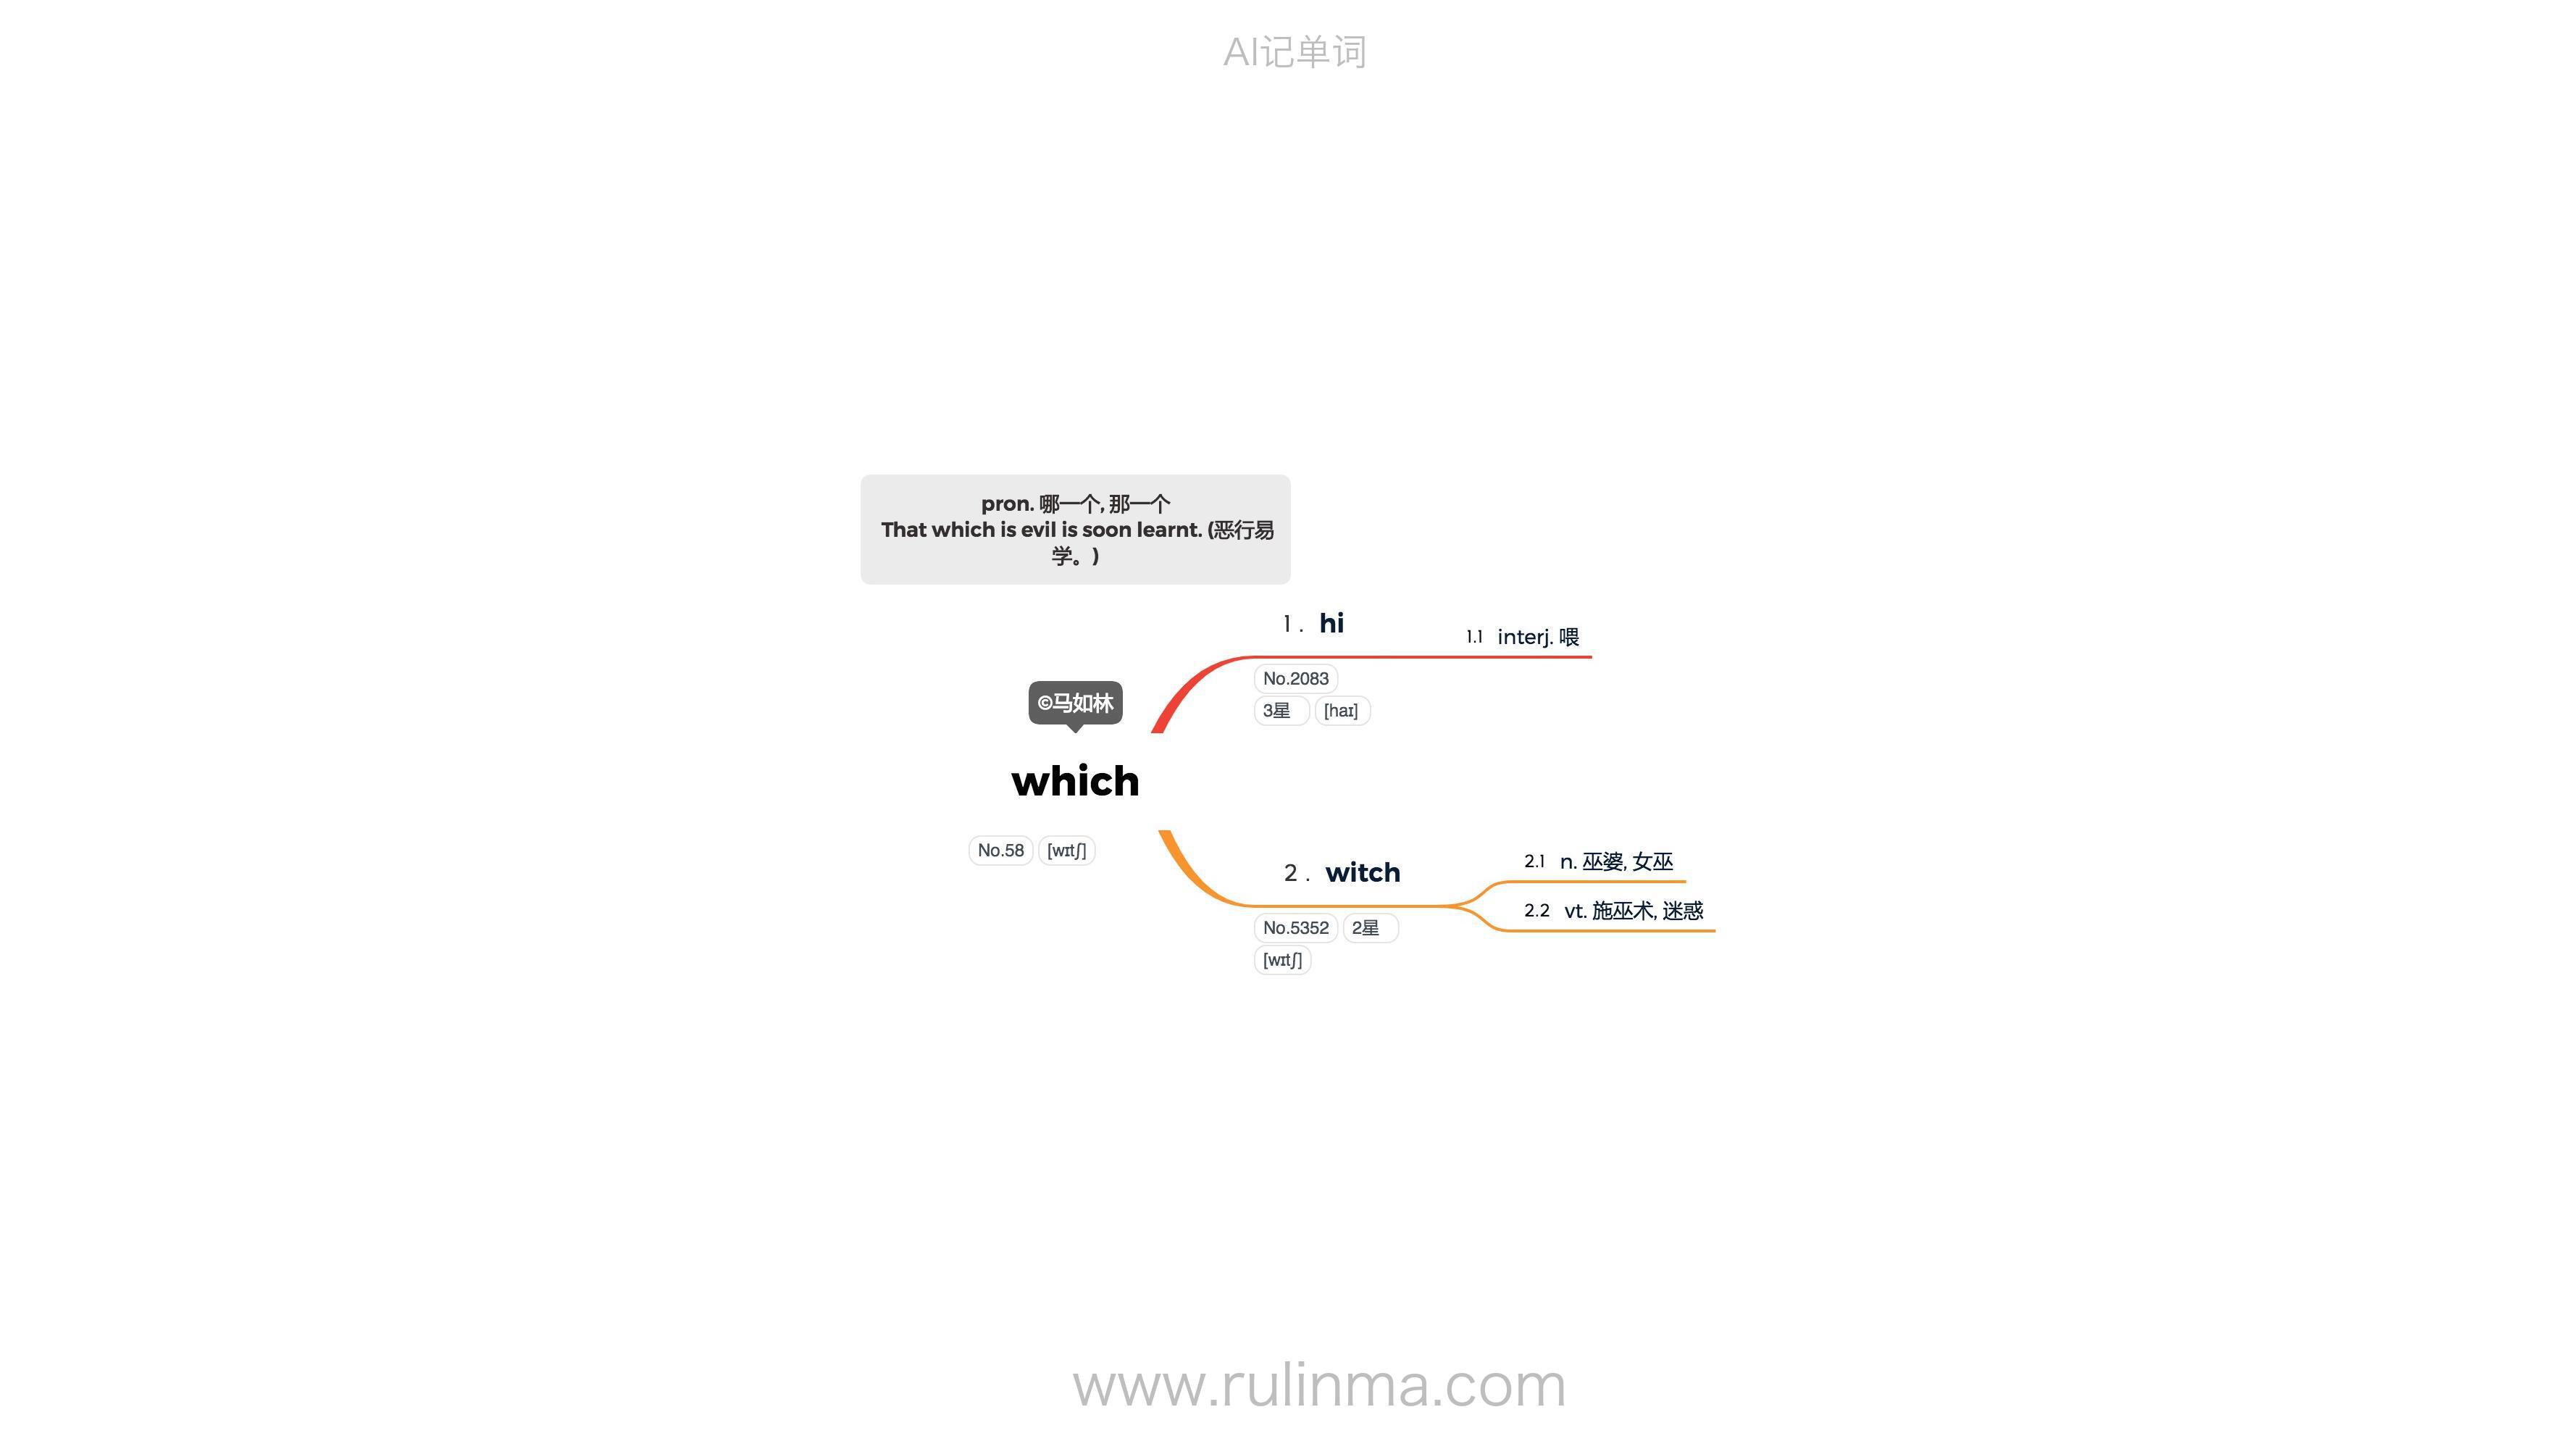 AI记单词
pron. 哪一个, 那一个
That which is evil is soon learnt. (恶行易
学。)
1. hi
1.1 interj. 喂
No.2083
3星 [haɪ]
©马如林
which
No.58 [wɪtʃ]
2. witch
2.1 n. 巫婆, 女巫
2.2 vt. 施巫术, 迷惑
No.5352 2星
[wɪtʃ]
www.rulinma.com